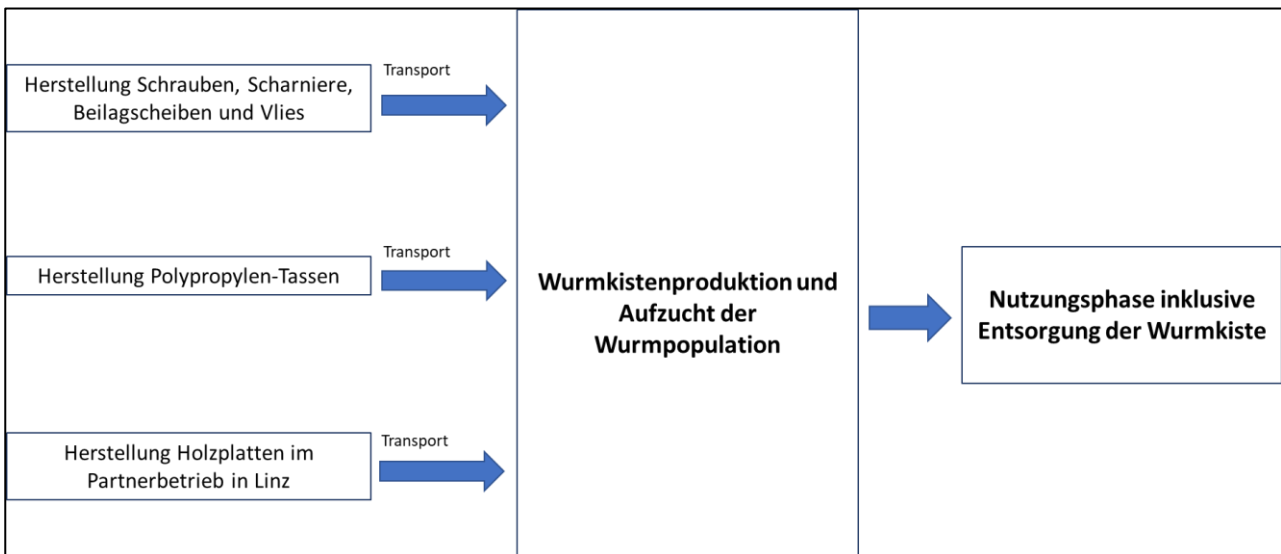 Herstellung Schrauben, Scharniere,
Beilagscheiben und Vlies
Transport
Herstellung Polypropylen-Tassen
Transport
Herstellung Holzplatten im
Partnerbetrieb in Linz
Transport
Wurmkistenproduktion und
Aufzucht der
Wurmpopulation
Nutzungsphase inklusive
Entsorgung der Wurmkiste